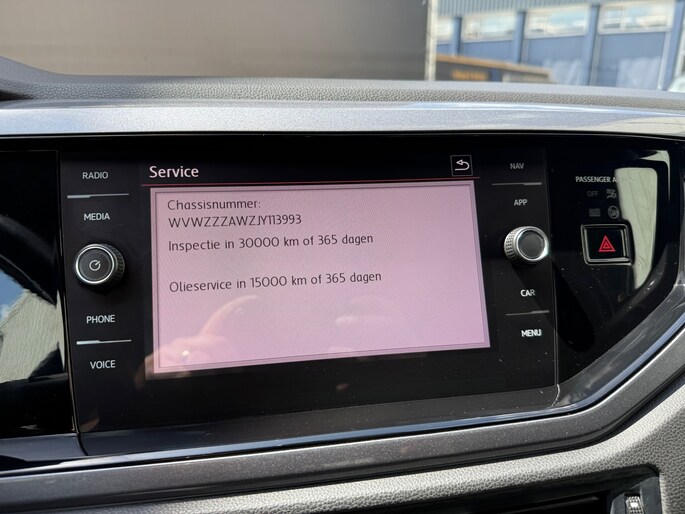 RADIO
Service
NAV
PASSENGER A
MEDIA
Chassisnummer:
WVWZZZAWZJY113993
APP
OFF
Inspectie in 30000 km of 365 dagen
Olieservice in 15000 km of 365 dagen
CAR
PHONE
MENU
VOICE